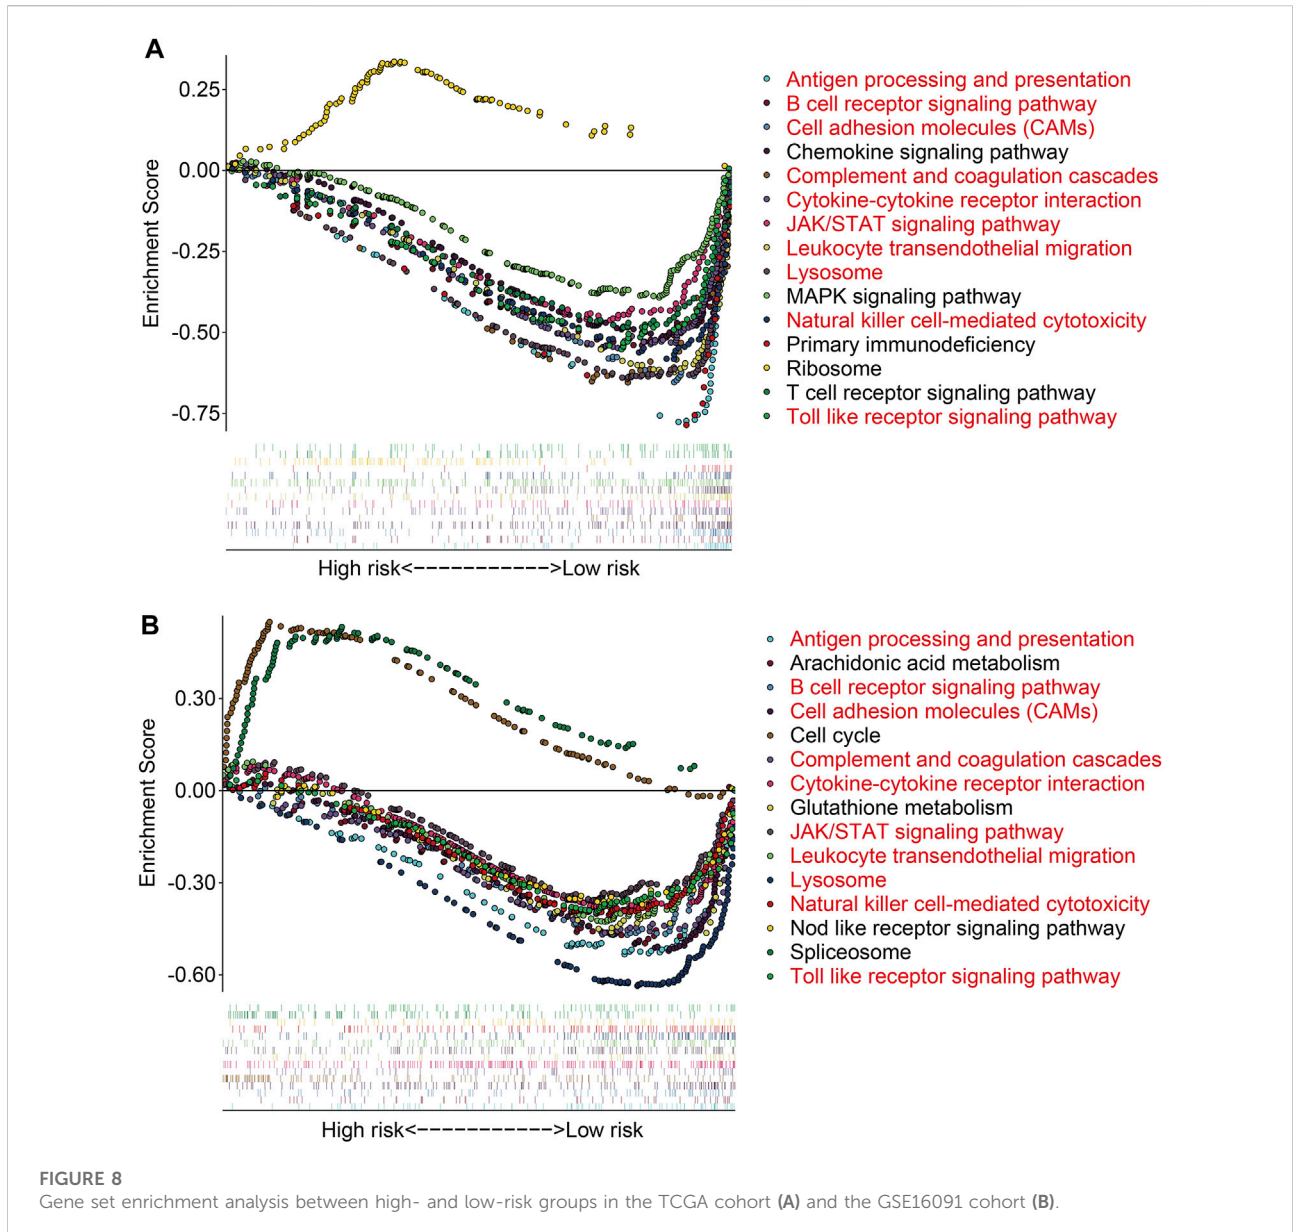 A
0.25
0.00
-0.25
-0.50
-0.75
Enrichment Score
Antigen processing and presentation
B cell receptor signaling pathway
Cell adhesion molecules (CAMs)
Chemokine signaling pathway
Complement and coagulation cascades
Cytokine-cytokine receptor interaction
JAK/STAT signaling pathway
Leukocyte transendothelial migration
Lysosome
MAPK signaling pathway
Natural killer cell-mediated cytotoxicity
Primary immunodeficiency
Ribosome
T cell receptor signaling pathway
Toll like receptor signaling pathway
High risk<----------->Low risk
B
0.30
0.00
-0.30
-0.60
Enrichment Score
Antigen processing and presentation
Arachidonic acid metabolism
B cell receptor signaling pathway
Cell adhesion molecules (CAMs)
Cell cycle
Complement and coagulation cascades
Cytokine-cytokine receptor interaction
Glutathione metabolism
JAK/STAT signaling pathway
Leukocyte transendothelial migration
Lysosome
Natural killer cell-mediated cytotoxicity
Nod like receptor signaling pathway
Spliceosome
Toll like receptor signaling pathway
High risk<----------->Low risk
FIGURE 8
Gene set enrichment analysis between high- and low-risk groups in the TCGA cohort (A) and the GSE16091 cohort (B).